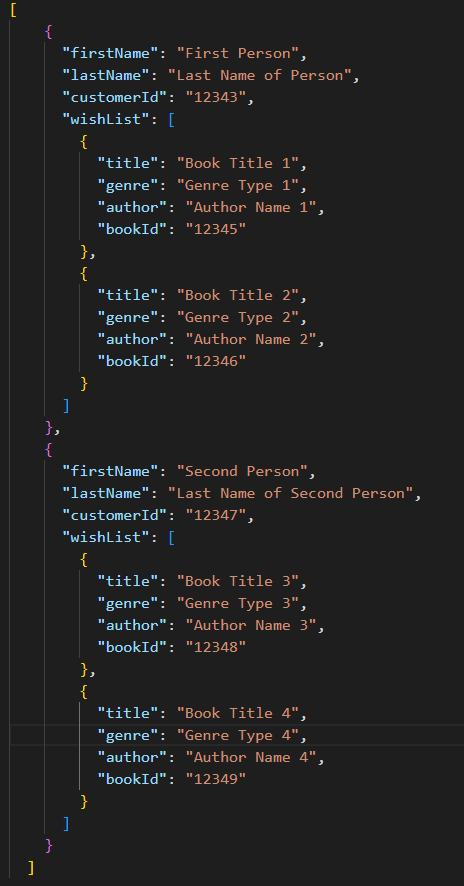 [
    {
      "firstName": "First Person",
      "lastName": "Last Name of Person",
      "customerId": "12343",
      "wishList": [
        {
          "title": "Book Title 1",
          "genre": "Genre Type 1",
          "author": "Author Name 1",
          "bookId": "12345"
        },
        {
          "title": "Book Title 2",
          "genre": "Genre Type 2",
          "author": "Author Name 2",
          "bookId": "12346"
        }
      ]
    },
    {
      "firstName": "Second Person",
      "lastName": "Last Name of Second Person",
      "customerId": "12347",
      "wishList": [
        {
          "title": "Book Title 3",
          "genre": "Genre Type 3",
          "author": "Author Name 3",
          "bookId": "12348"
        },
        {
          "title": "Book Title 4",
          "genre": "Genre Type 4",
          "author": "Author Name 4",
          "bookId": "12349"
        }
      ]
    }
  ]